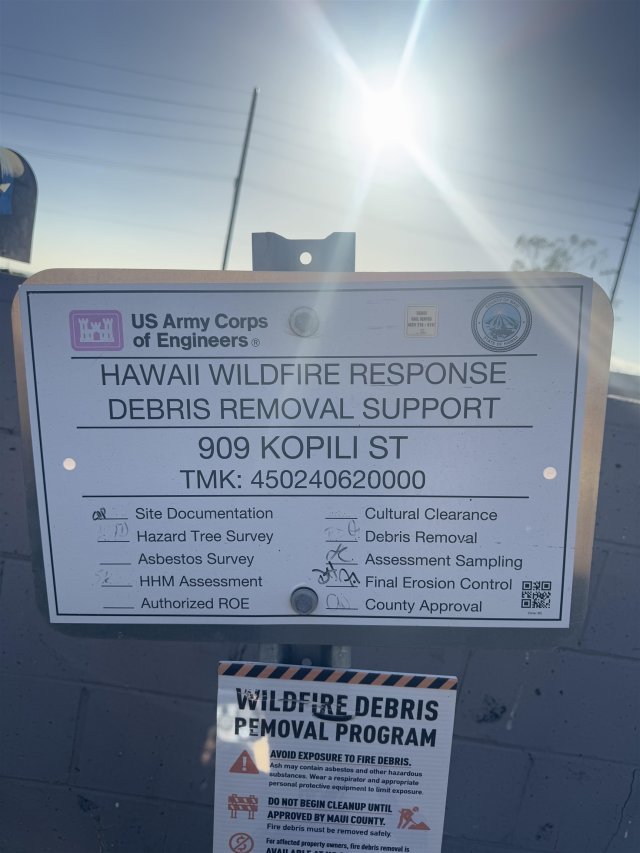 US Army Corps
of Engineers ®
HAWAII WILDFIRE RESPONSE
DEBRIS REMOVAL SUPPORT
909 KOPILI ST
TMK: 450240620000
Site Documentation
Hazard Tree Survey
Asbestos Survey
HHM Assessment
Authorized ROE
Cultural Clearance
Debris Removal
Assessment Sampling
Final Erosion Control
County Approval
WILDFIRE DEBRIS
REMOVAL PROGRAM
AVOID EXPOSURE TO FIRE DEBRIS.
Ash may contain asbestos and other hazardous
substances. Wear a respirator and appropriate
personal protective equipment to limit exposure.
DO NOT BEGIN CLEANUP UNTIL
APPROVED BY MAUI COUNTY.
Fire debris must be removed safely.
For affected property owners, fire debris removal is